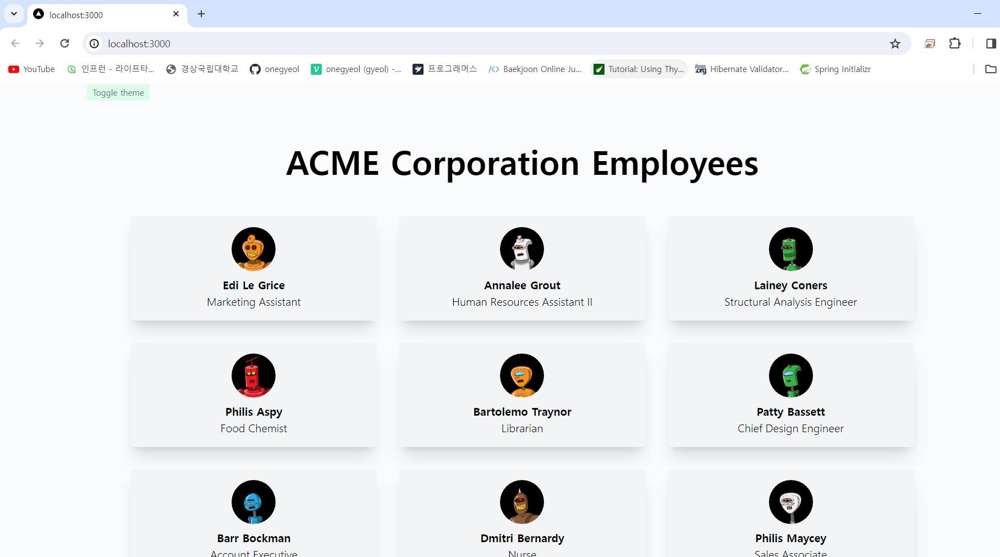 localhost:3000
localhost:3000
YouTube 인프런 - 라이프타... 경상국립대학교 onegyeol onegyeol (gyeol) -... 프로그래머스 Baekjoon Online Ju... Tutorial: Using Thy... Hibernate Validator... Spring Initializr
Toggle theme
ACME Corporation Employees
Edi Le Grice Annalee Grout Lainey Coners
Marketing Assistant Human Resources Assistant II Structural Analysis Engineer
Philis Aspy Bartolemo Traynor Patty Bassett
Food Chemist Librarian Chief Design Engineer
Barr Bockman Dmitri Bernardy Philis Maycey
Account Executive Nurse Sales Associate